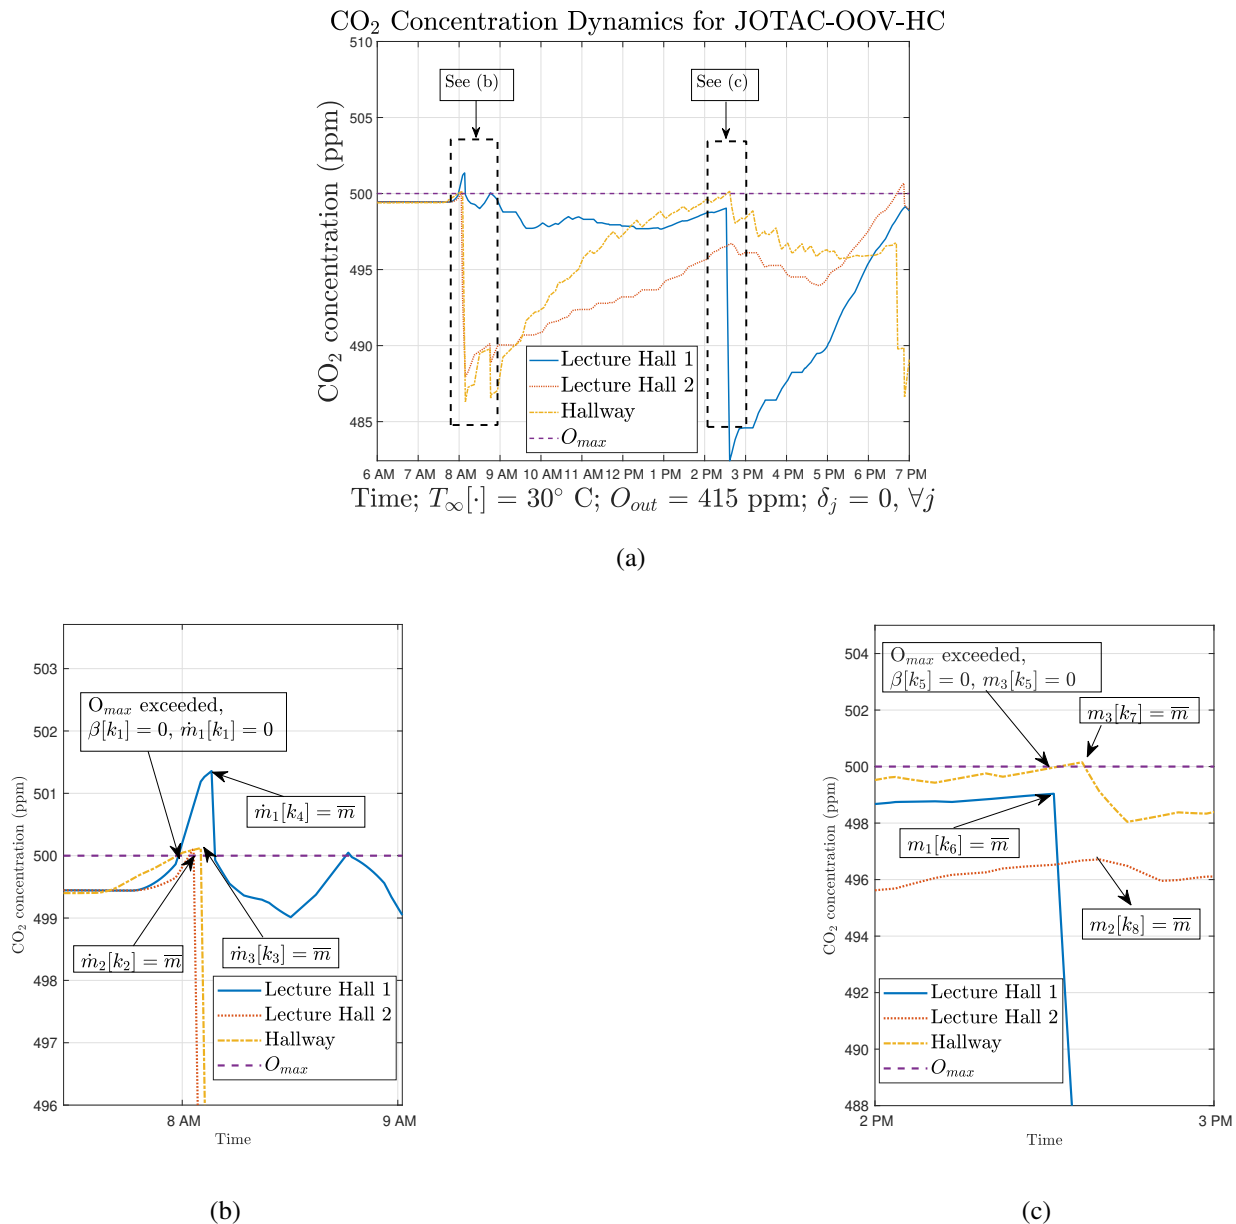 CO₂ Concentration Dynamics for JOTAC-OOV-HC
510
505
500
495
490
485
CO₂ concentration (ppm)
See (b)
See (c)
Lecture Hall 1
Lecture Hall 2
Hallway
Oₘₐₓ
6 AM 7 AM 8 AM 9 AM 10 AM 11 AM 12 PM 1 PM 2 PM 3 PM 4 PM 5 PM 6 PM 7 PM
Time; T∞[·] = 30° C; Oₒᵤₜ = 415 ppm; δⱼ = 0, ∀j
(a)
503
502
501
500
499
498
497
496
CO₂ concentration (ppm)
Oₘₐₓ exceeded,
β[k₁] = 0, ṁ₁[k₁] = 0
ṁ₁[k₄] = m̅
ṁ₂[k₂] = m̅
ṁ₃[k₃] = m̅
Lecture Hall 1
Lecture Hall 2
Hallway
Oₘₐₓ
8 AM 9 AM
Time
(b)
504
502
500
498
496
494
492
490
488
CO₂ concentration (ppm)
Oₘₐₓ exceeded,
β[k₅] = 0, m₃[k₅] = 0
m₃[k₇] = m̅
m₁[k₆] = m̅
m₂[k₈] = m̅
Lecture Hall 1
Lecture Hall 2
Hallway
Oₘₐₓ
2 PM 3 PM
Time
(c)